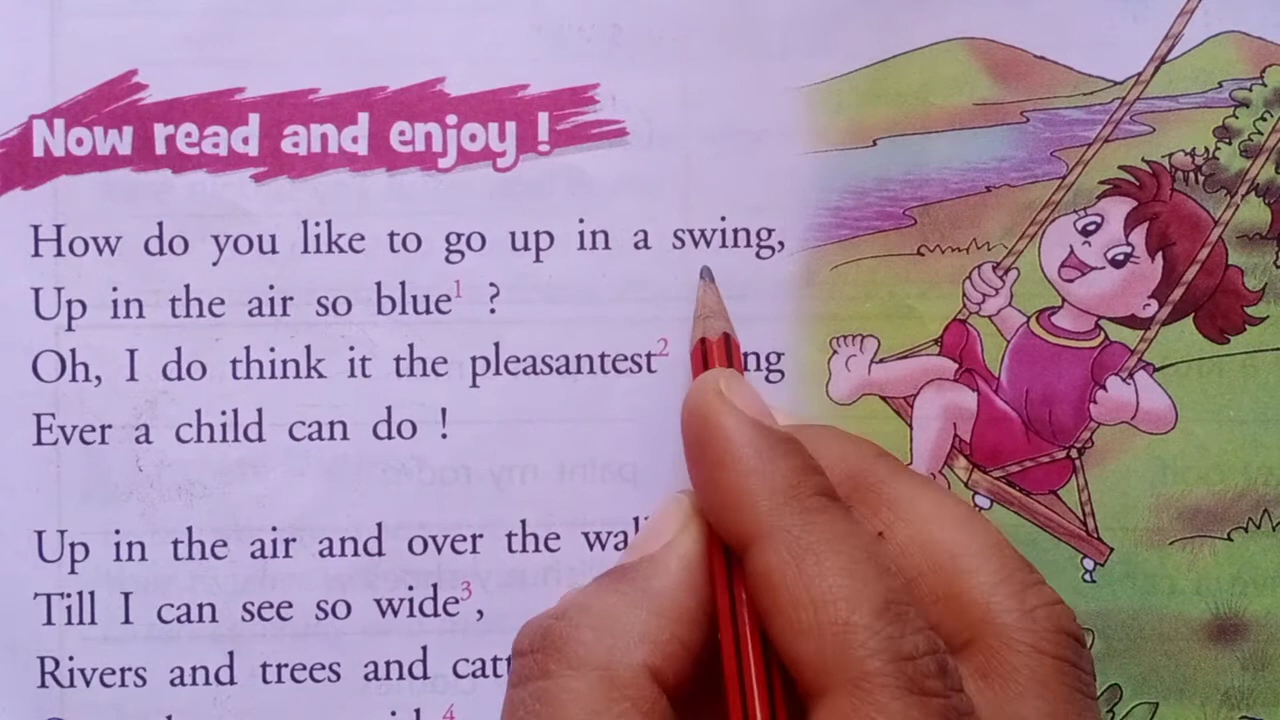 Now read and enjoy !
How do you like to go up in a swing,
Up in the air so blue¹ ?
Oh, I do think it the pleasantest²
Ever a child can do !
Up in the air and over the
Till I can see so wide³,
Rivers and trees and